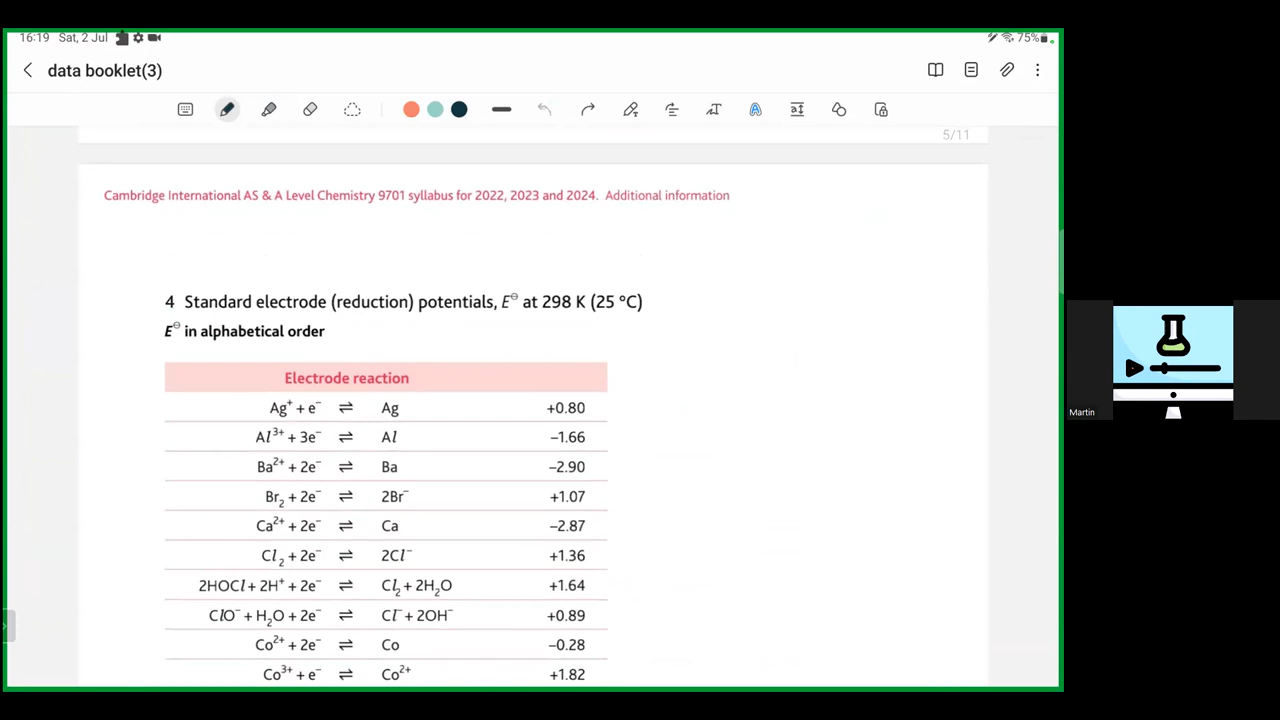 16:19 Sat, 2 Jul
75%
data booklet(3)
5/11
Cambridge International AS & A Level Chemistry 9701 syllabus for 2022, 2023 and 2024. Additional information
4 Standard electrode (reduction) potentials, E⦵ at 298 K (25 °C)
E⦵ in alphabetical order
Electrode reaction
Ag⁺ + e⁻ ⇌ Ag +0.80
Al³⁺ + 3e⁻ ⇌ Al –1.66
Ba²⁺ + 2e⁻ ⇌ Ba –2.90
Br₂ + 2e⁻ ⇌ 2Br⁻ +1.07
Ca²⁺ + 2e⁻ ⇌ Ca –2.87
Cl₂ + 2e⁻ ⇌ 2Cl⁻ +1.36
2HOCl + 2H⁺ + 2e⁻ ⇌ Cl₂ + 2H₂O +1.64
ClO⁻ + H₂O + 2e⁻ ⇌ Cl⁻ + 2OH⁻ +0.89
Co²⁺ + 2e⁻ ⇌ Co –0.28
Co³⁺ + e⁻ ⇌ Co²⁺ +1.82
Martin